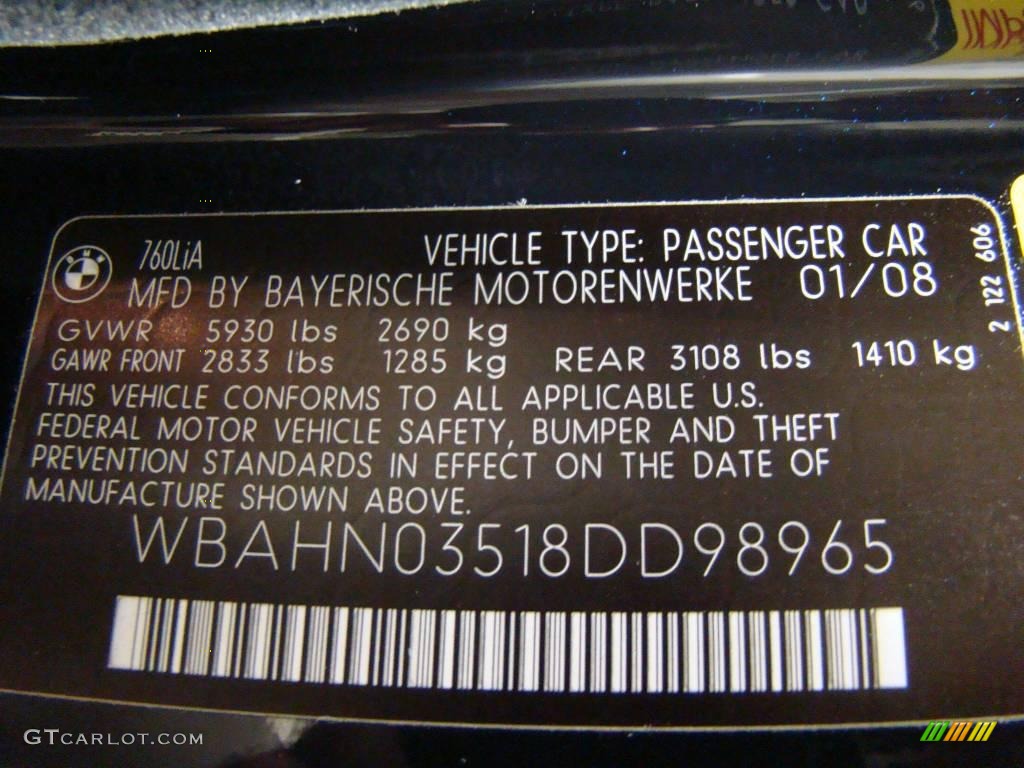 760LiA
VEHICLE TYPE: PASSENGER CAR
MFD BY BAYERISCHE MOTORENWERKE 01/08
GVWR 5930 lbs 2690 kg
GAWR FRONT 2833 lbs 1285 kg REAR 3108 lbs 1410 kg
THIS VEHICLE CONFORMS TO ALL APPLICABLE U.S.
FEDERAL MOTOR VEHICLE SAFETY, BUMPER AND THEFT
PREVENTION STANDARDS IN EFFECT ON THE DATE OF
MANUFACTURE SHOWN ABOVE.
WBAHN03518DD98965
2 122 606
BMW
GTCARLOT.COM